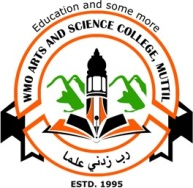 Education and some more
WMO ARTS AND SCIENCE COLLEGE, MUTTIL
رب زدني علما
ESTD. 1995